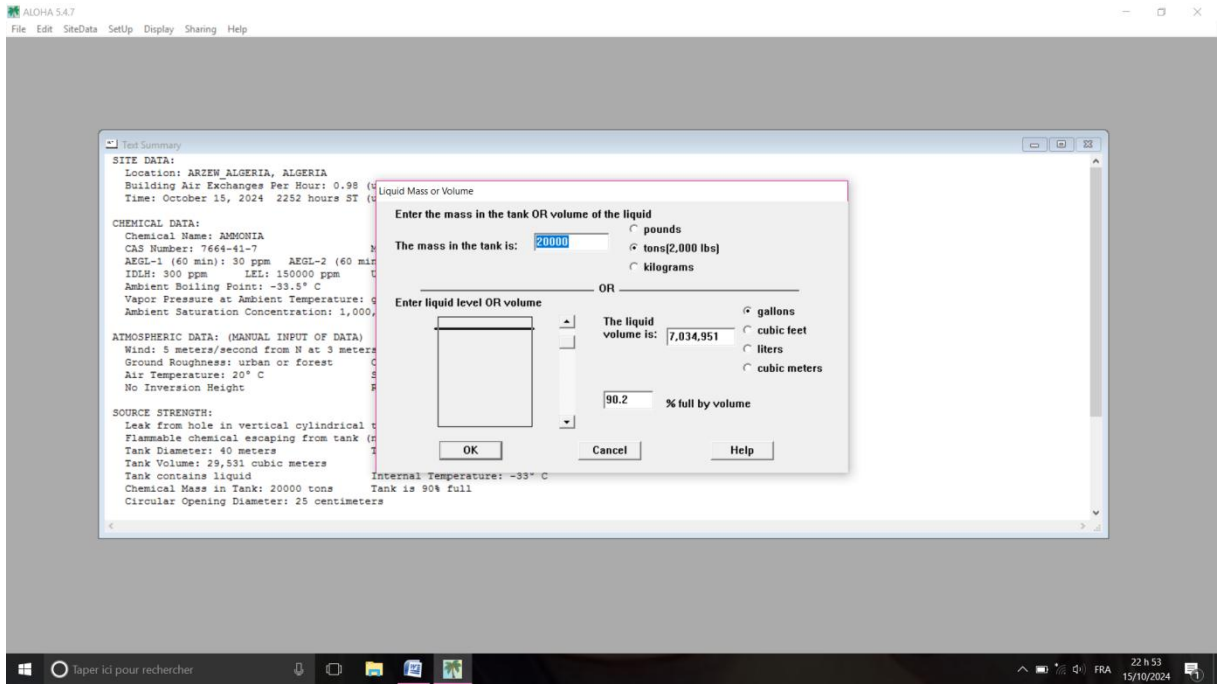 ALOHA 5.4.7
File Edit SiteData SetUp Display Sharing Help
Text Summary
SITE DATA:
Location: ARZEW_ALGERIA, ALGERIA
Building Air Exchanges Per Hour: 0.98 (u
Time: October 15, 2024 2252 hours ST (u
CHEMICAL DATA:
Chemical Name: AMMONIA
CAS Number: 7664-41-7 M
AEGL-1 (60 min): 30 ppm AEGL-2 (60 min
IDLH: 300 ppm LEL: 150000 ppm U
Ambient Boiling Point: -33.5° C
Vapor Pressure at Ambient Temperature: g
Ambient Saturation Concentration: 1,000,
ATMOSPHERIC DATA: (MANUAL INPUT OF DATA)
Wind: 5 meters/second from N at 3 meters
Ground Roughness: urban or forest C
Air Temperature: 20° C S
No Inversion Height R
SOURCE STRENGTH:
Leak from hole in vertical cylindrical t
Flammable chemical escaping from tank (n
Tank Diameter: 40 meters T
Tank Volume: 29,531 cubic meters
Tank contains liquid Internal Temperature: -33° C
Chemical Mass in Tank: 20000 tons Tank is 90% full
Circular Opening Diameter: 25 centimeters
Liquid Mass or Volume
Enter the mass in the tank OR volume of the liquid
The mass in the tank is: 20000
pounds
tons(2,000 lbs)
kilograms
OR
Enter liquid level OR volume
The liquid volume is: 7,034,951
gallons
cubic feet
liters
cubic meters
90.2 % full by volume
OK Cancel Help
Taper ici pour rechercher
FRA
22 h 53
15/10/2024
1